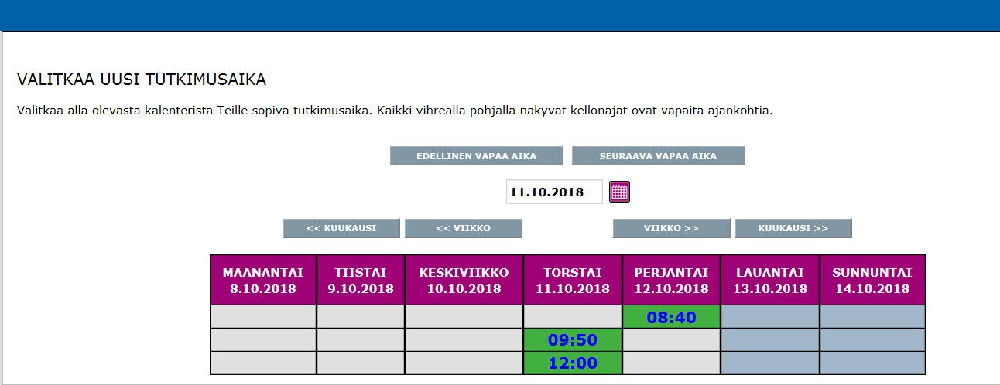 VALITKAA UUSI TUTKIMUSAIKA
Valitkaa alla olevasta kalenterista Teille sopiva tutkimusaika. Kaikki vihreällä pohjalla näkyvät kellonajat ovat vapaita ajankohtia.
EDELLINEN VAPAA AIKA SEURAAVA VAPAA AIKA
11.10.2018
<< KUUKAUSI << VIIKKO VIIKKO >> KUUKAUSI >>
MAANANTAI TIISTAI KESKIVIIKKO TORSTAI PERJANTAI LAUANTAI SUNNUNTAI
8.10.2018 9.10.2018 10.10.2018 11.10.2018 12.10.2018 13.10.2018 14.10.2018
08:40
09:50
12:00